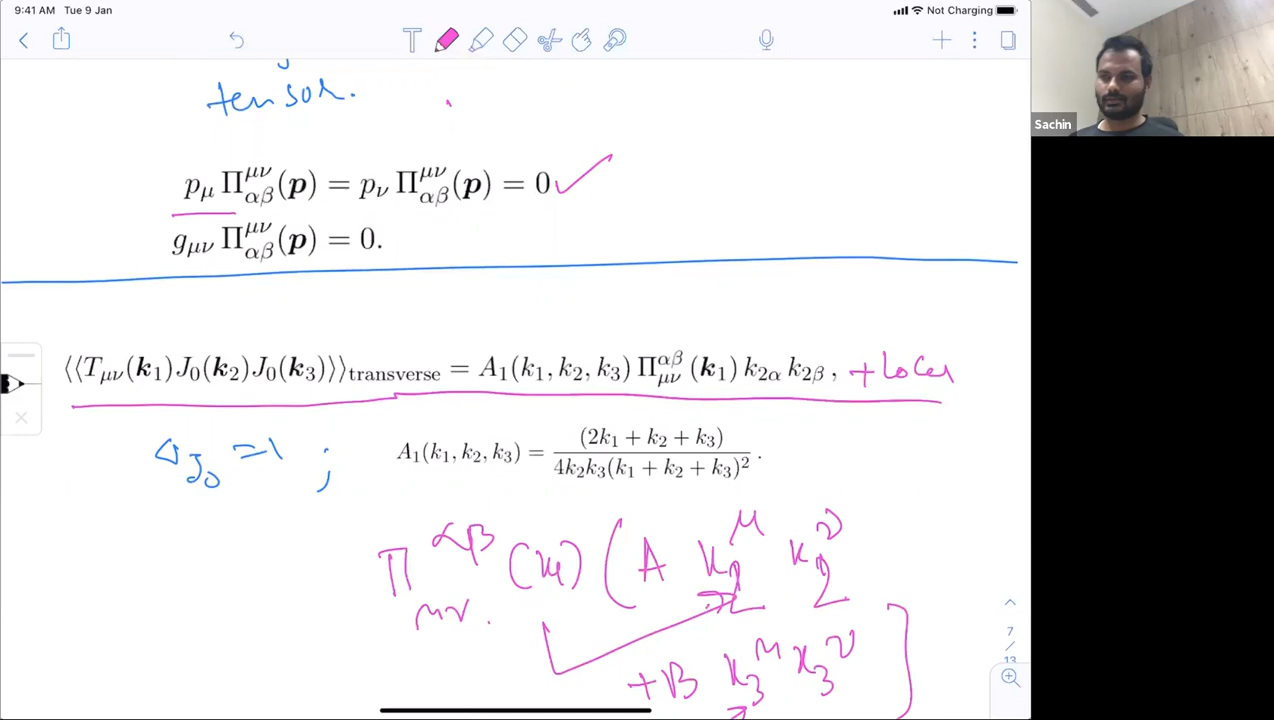 9:41 AM Tue 9 Jan
Not Charging
Sachin
tensor.
p_μ Π^{μν}_{αβ}(p) = p_ν Π^{μν}_{αβ}(p) = 0 ✓
g_{μν} Π^{μν}_{αβ}(p) = 0.
⟨⟨T_{μν}(k_1)J_0(k_2)J_0(k_3)⟩⟩_{transverse} = A_1(k_1, k_2, k_3) Π^{αβ}_{μν}(k_1) k_{2α} k_{2β} , + Local
Δ_{J_0} = 1 ; A_1(k_1, k_2, k_3) = (2k_1 + k_2 + k_3) / 4k_2k_3(k_1 + k_2 + k_3)^2 .
Π^{αβ}_{μν.} (k_1) ( A k_2^μ k_2^ν
+ B k_3^μ k_3^ν )
7
/
13